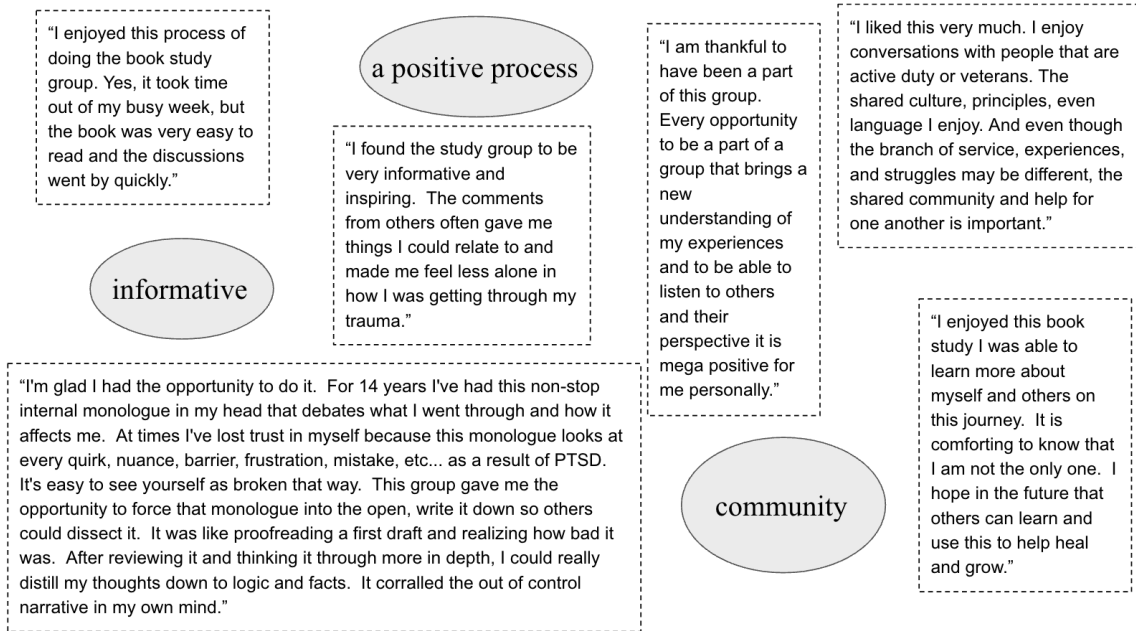 “I enjoyed this process of
doing the book study
group. Yes, it took time
out of my busy week, but
the book was very easy to
read and the discussions
went by quickly.”
a positive process
“I found the study group to be
very informative and
inspiring.  The comments
from others often gave me
things I could relate to and
made me feel less alone in
how I was getting through my
trauma.”
“I am thankful to
have been a part
of this group.
Every opportunity
to be a part of a
group that brings a
new
understanding of
my experiences
and to be able to
listen to others
and their
perspective it is
mega positive for
me personally.”
“I liked this very much. I enjoy
conversations with people that are
active duty or veterans. The
shared culture, principles, even
language I enjoy. And even though
the branch of service, experiences,
and struggles may be different, the
shared community and help for
one another is important.”
informative
“I'm glad I had the opportunity to do it.  For 14 years I've had this non-stop
internal monologue in my head that debates what I went through and how it
affects me.  At times I've lost trust in myself because this monologue looks at
every quirk, nuance, barrier, frustration, mistake, etc... as a result of PTSD.
It's easy to see yourself as broken that way.  This group gave me the
opportunity to force that monologue into the open, write it down so others
could dissect it.  It was like proofreading a first draft and realizing how bad it
was.  After reviewing it and thinking it through more in depth, I could really
distill my thoughts down to logic and facts.  It corralled the out of control
narrative in my own mind.”
community
“I enjoyed this book
study I was able to
learn more about
myself and others on
this journey.  It is
comforting to know that
I am not the only one.  I
hope in the future that
others can learn and
use this to help heal
and grow.”